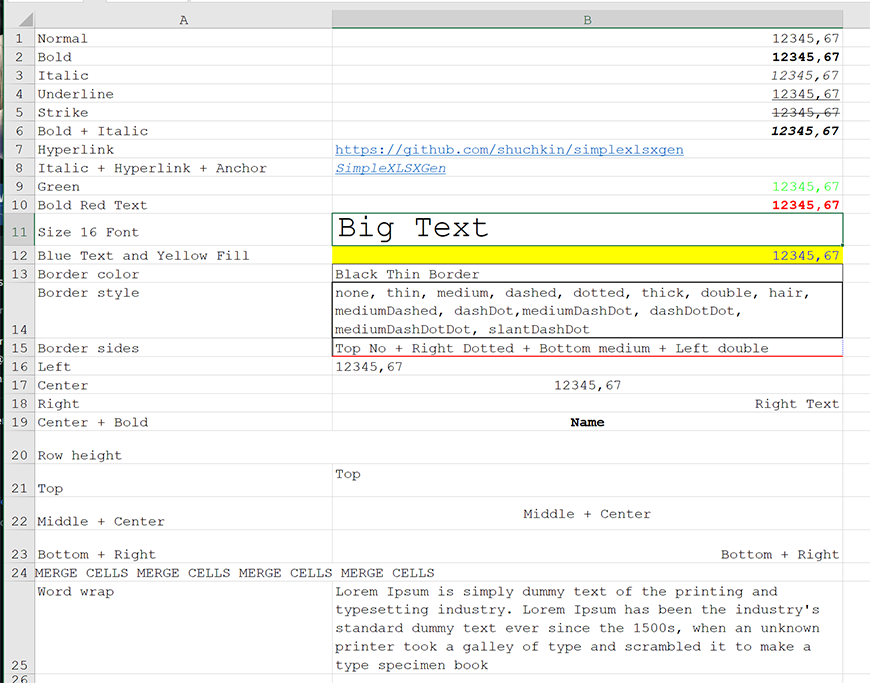 A B
1 Normal 12345,67
2 Bold 12345,67
3 Italic 12345,67
4 Underline 12345,67
5 Strike 12345,67
6 Bold + Italic 12345,67
7 Hyperlink https://github.com/shuchkin/simplexlsxgen
8 Italic + Hyperlink + Anchor SimpleXLSXGen
9 Green 12345,67
10 Bold Red Text 12345,67
11 Size 16 Font Big Text
12 Blue Text and Yellow Fill 12345,67
13 Border color Black Thin Border
Border style none, thin, medium, dashed, dotted, thick, double, hair,
mediumDashed, dashDot,mediumDashDot, dashDotDot,
14 mediumDashDotDot, slantDashDot
15 Border sides Top No + Right Dotted + Bottom medium + Left double
16 Left 12345,67
17 Center 12345,67
18 Right Right Text
19 Center + Bold Name
20 Row height
Top
21 Top
Middle + Center
22 Middle + Center
23 Bottom + Right Bottom + Right
24 MERGE CELLS MERGE CELLS MERGE CELLS MERGE CELLS
Word wrap Lorem Ipsum is simply dummy text of the printing and
typesetting industry. Lorem Ipsum has been the industry's
standard dummy text ever since the 1500s, when an unknown
printer took a galley of type and scrambled it to make a
25 type specimen book
26